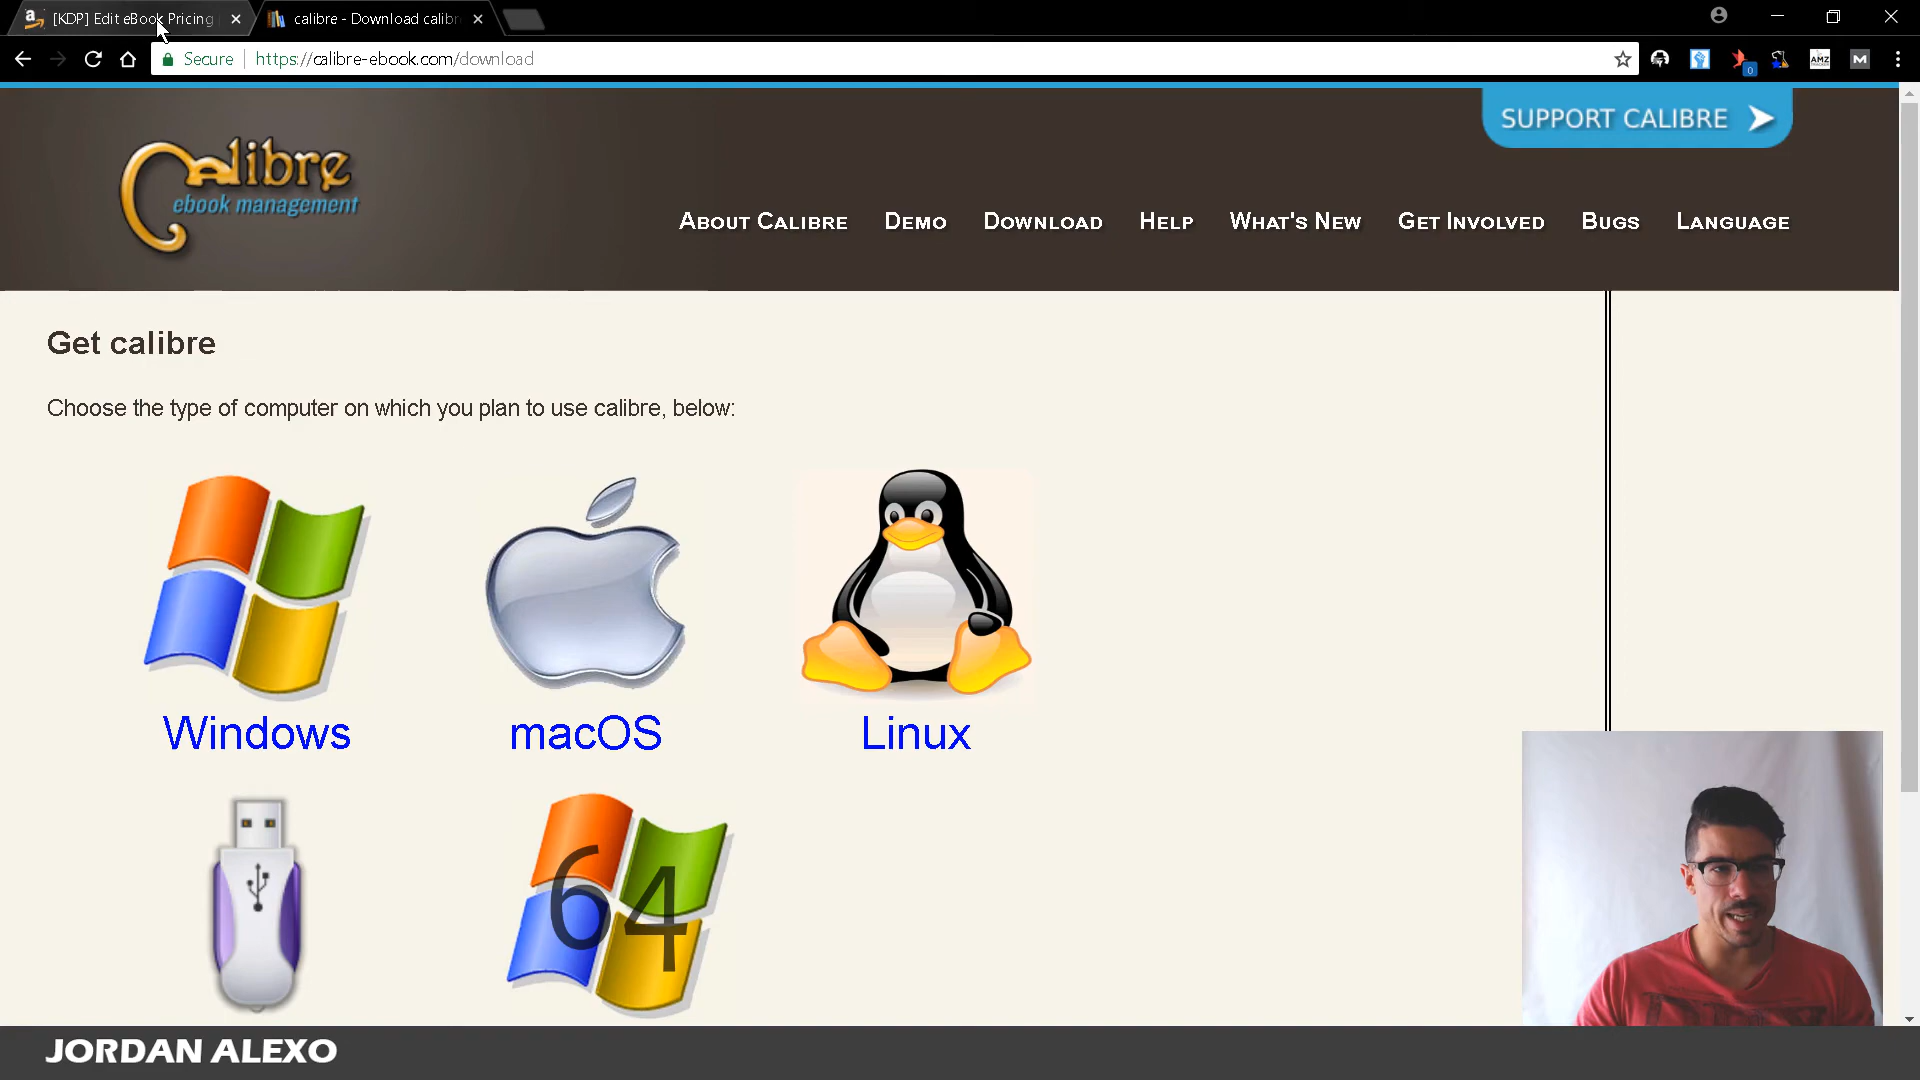 [KDP] Edit eBook Pricing
calibre - Download calibr
Secure
https://calibre-ebook.com/download
0
AMZ
M
SUPPORT CALIBRE
Calibre
ebook management
About Calibre Demo Download Help What's New Get Involved Bugs Language
Get calibre
Choose the type of computer on which you plan to use calibre, below:
Windows macOS Linux
64
JORDAN ALEXO